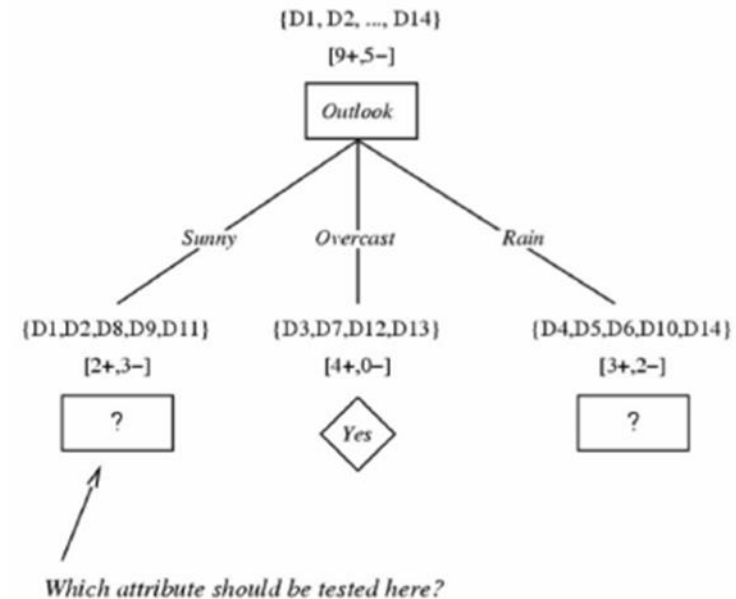 {D1, D2, ..., D14}
[9+,5−]
Outlook
Sunny Overcast Rain
{D1,D2,D8,D9,D11} {D3,D7,D12,D13} {D4,D5,D6,D10,D14}
[2+,3−] [4+,0−] [3+,2−]
? Yes ?
Which attribute should be tested here?